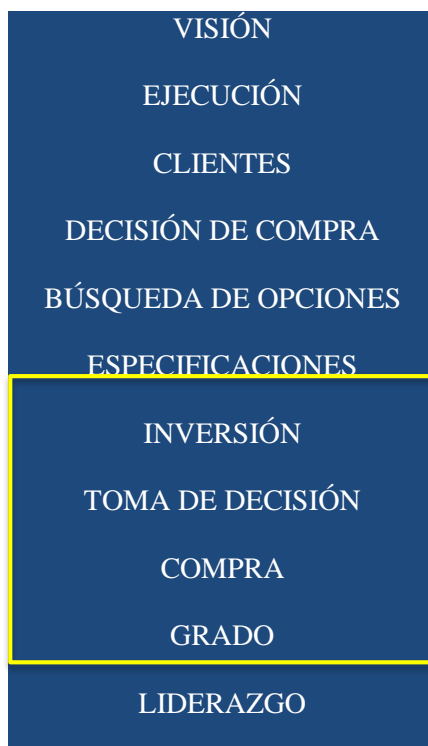 VISIÓN
EJECUCIÓN
CLIENTES
DECISIÓN DE COMPRA
BÚSQUEDA DE OPCIONES
ESPECIFICACIONES
INVERSIÓN
TOMA DE DECISIÓN
COMPRA
GRADO
LIDERAZGO